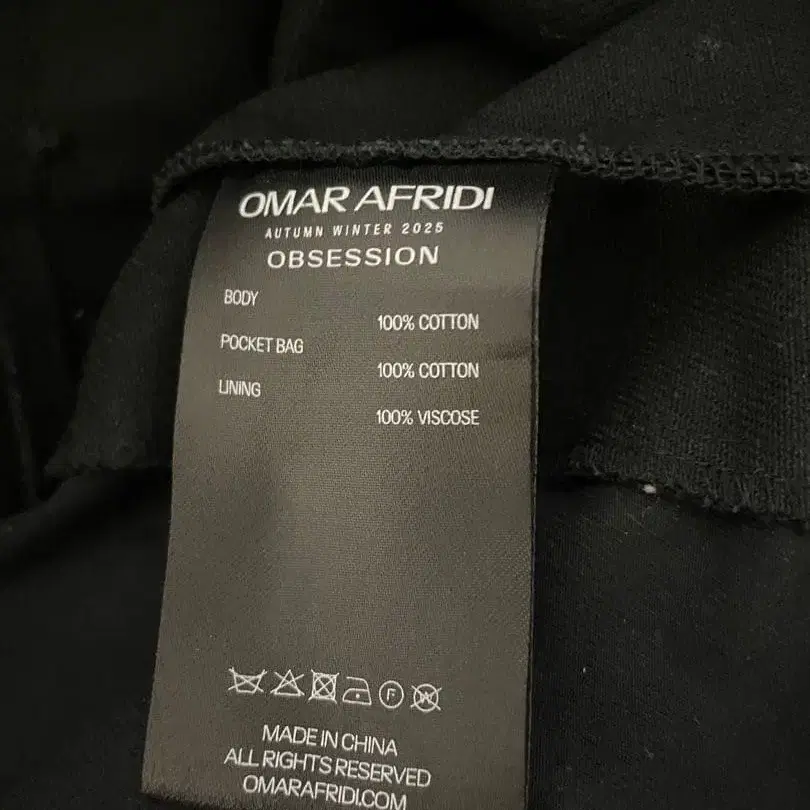 OMAR AFRIDI
AUTUMN WINTER 2025
OBSESSION
BODY
100% COTTON
POCKET BAG
100% COTTON
LINING
100% VISCOSE
F W
MADE IN CHINA
ALL RIGHTS RESERVED
OMARAFRIDI.COM